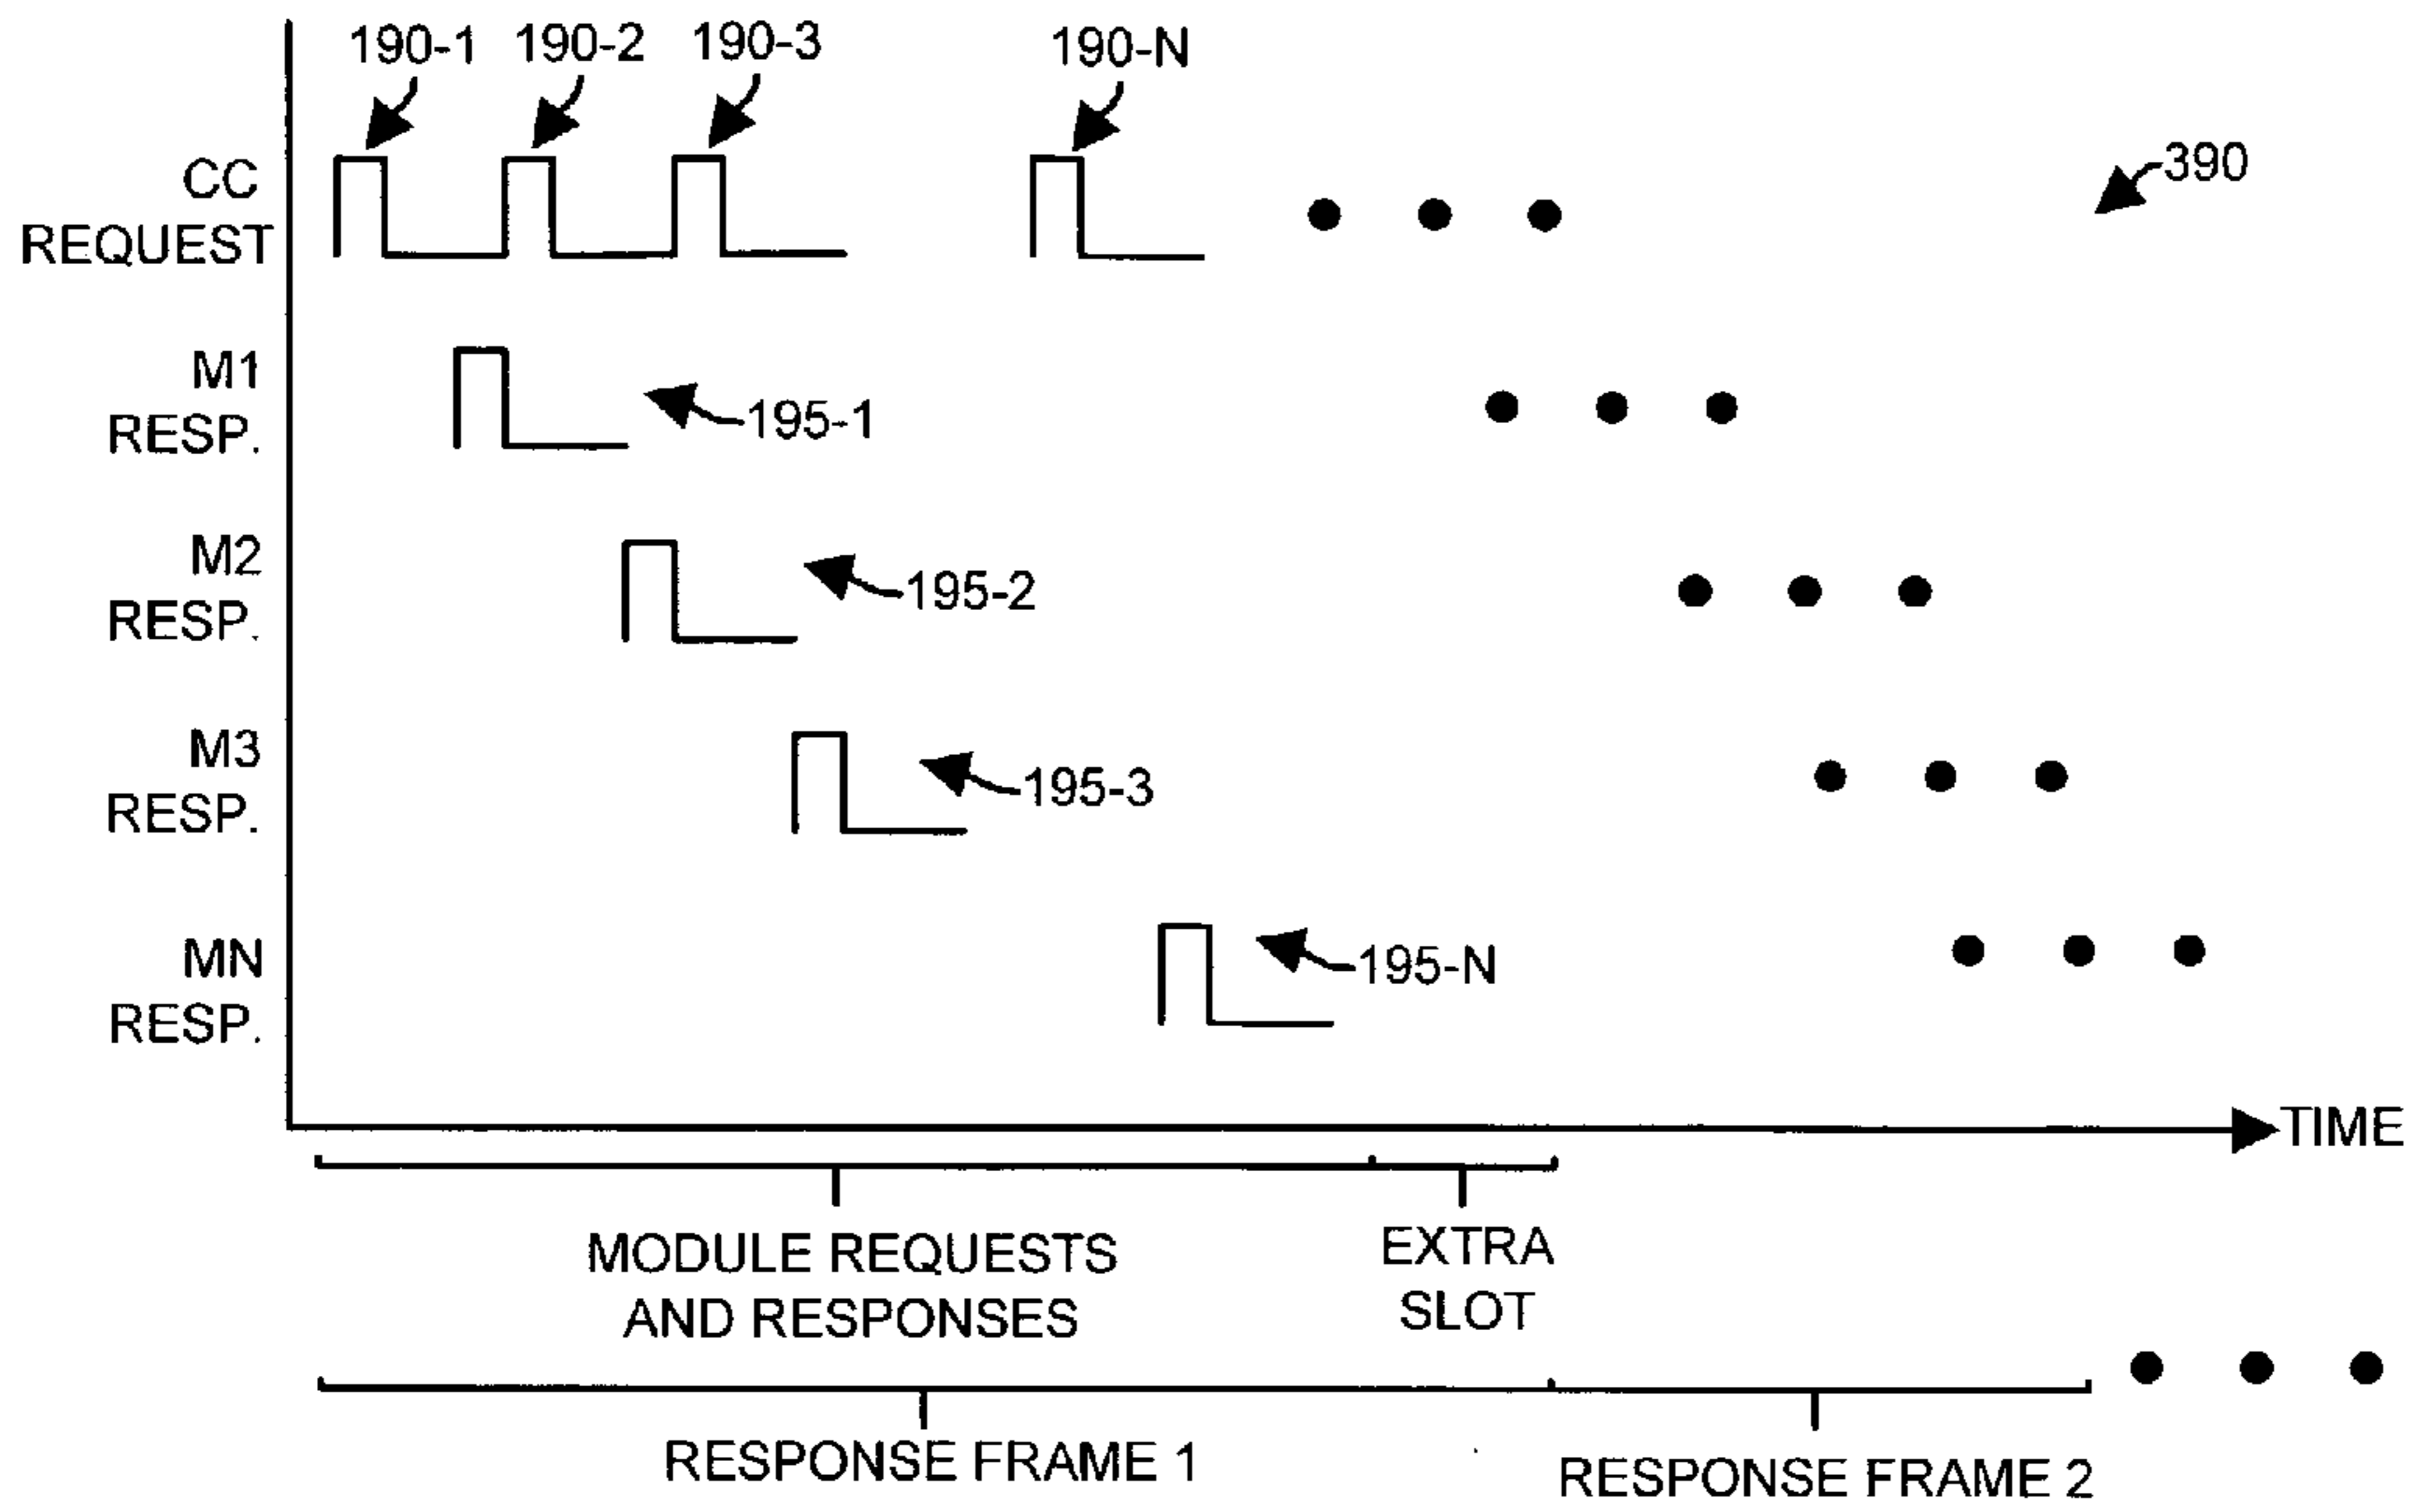 190-1 190-2 190-3 190-N
390
CC
REQUEST
M1
RESP.
195-1
M2
RESP.
195-2
M3
RESP.
195-3
MN
RESP.
195-N
TIME
MODULE REQUESTS
AND RESPONSES
EXTRA
SLOT
RESPONSE FRAME 1
RESPONSE FRAME 2